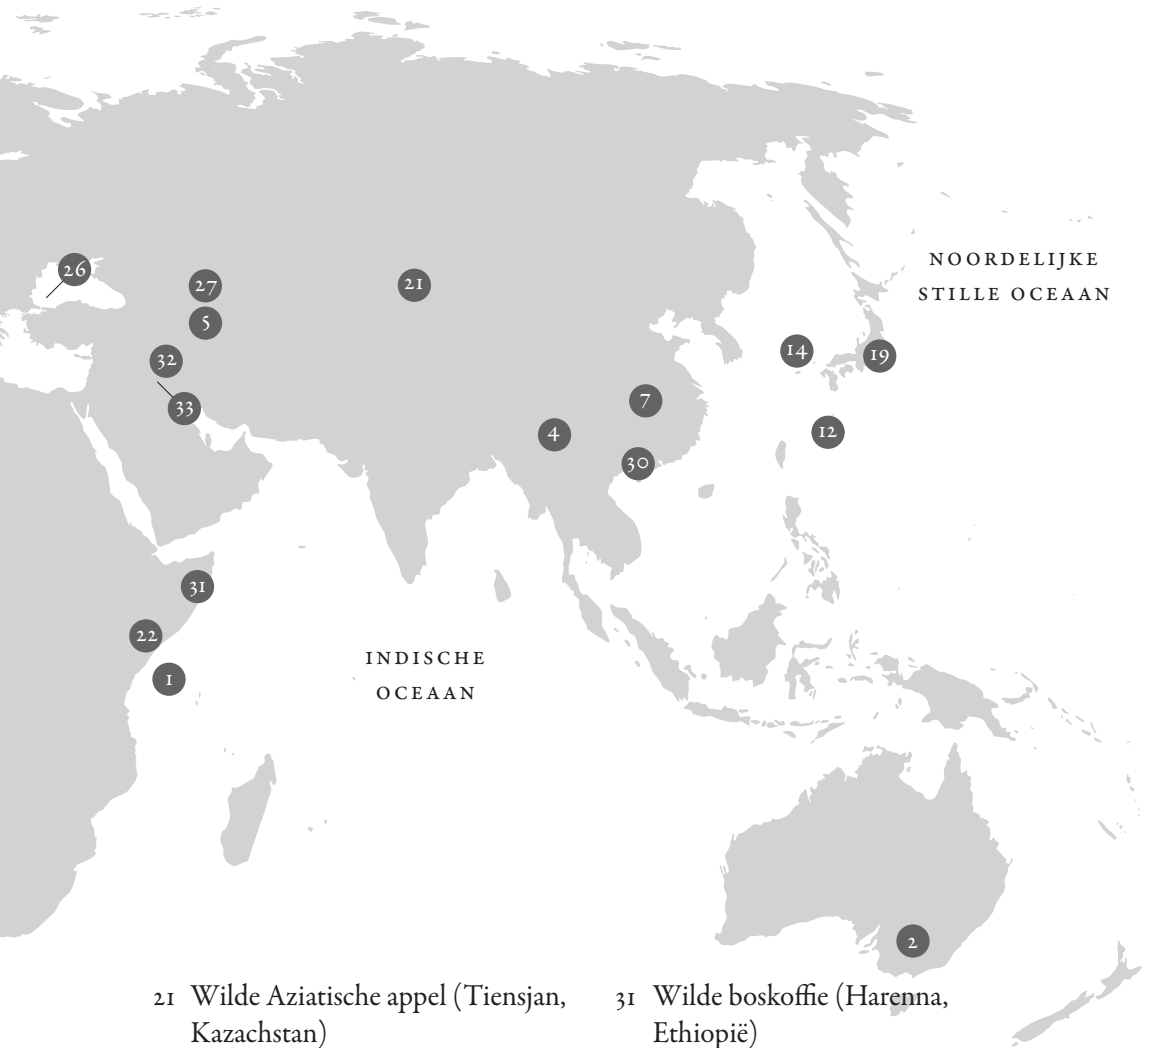 26
27
21
5
NOORDELIJKE
STILLE OCEAAN
32
14
19
33
7
4
12
30
31
22
1
INDISCHE
OCEAAN
2
21 Wilde Aziatische appel (Tiensjan,
Kazachstan)
31 Wilde boskoffie (Harenna,
Ethiopië)